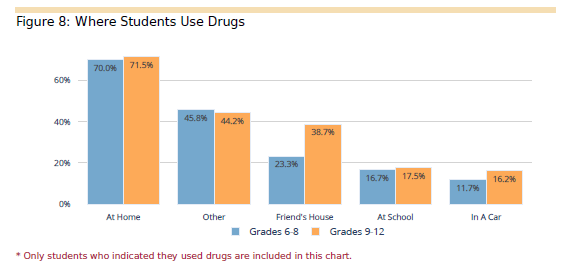 Figure 8: Where Students Use Drugs
60%
40%
20%
0%
70.0% 71.5%
45.8% 44.2%
23.3% 38.7%
16.7% 17.5%
11.7% 16.2%
At Home Other Friend's House At School In A Car
Grades 6-8 Grades 9-12
* Only students who indicated they used drugs are included in this chart.